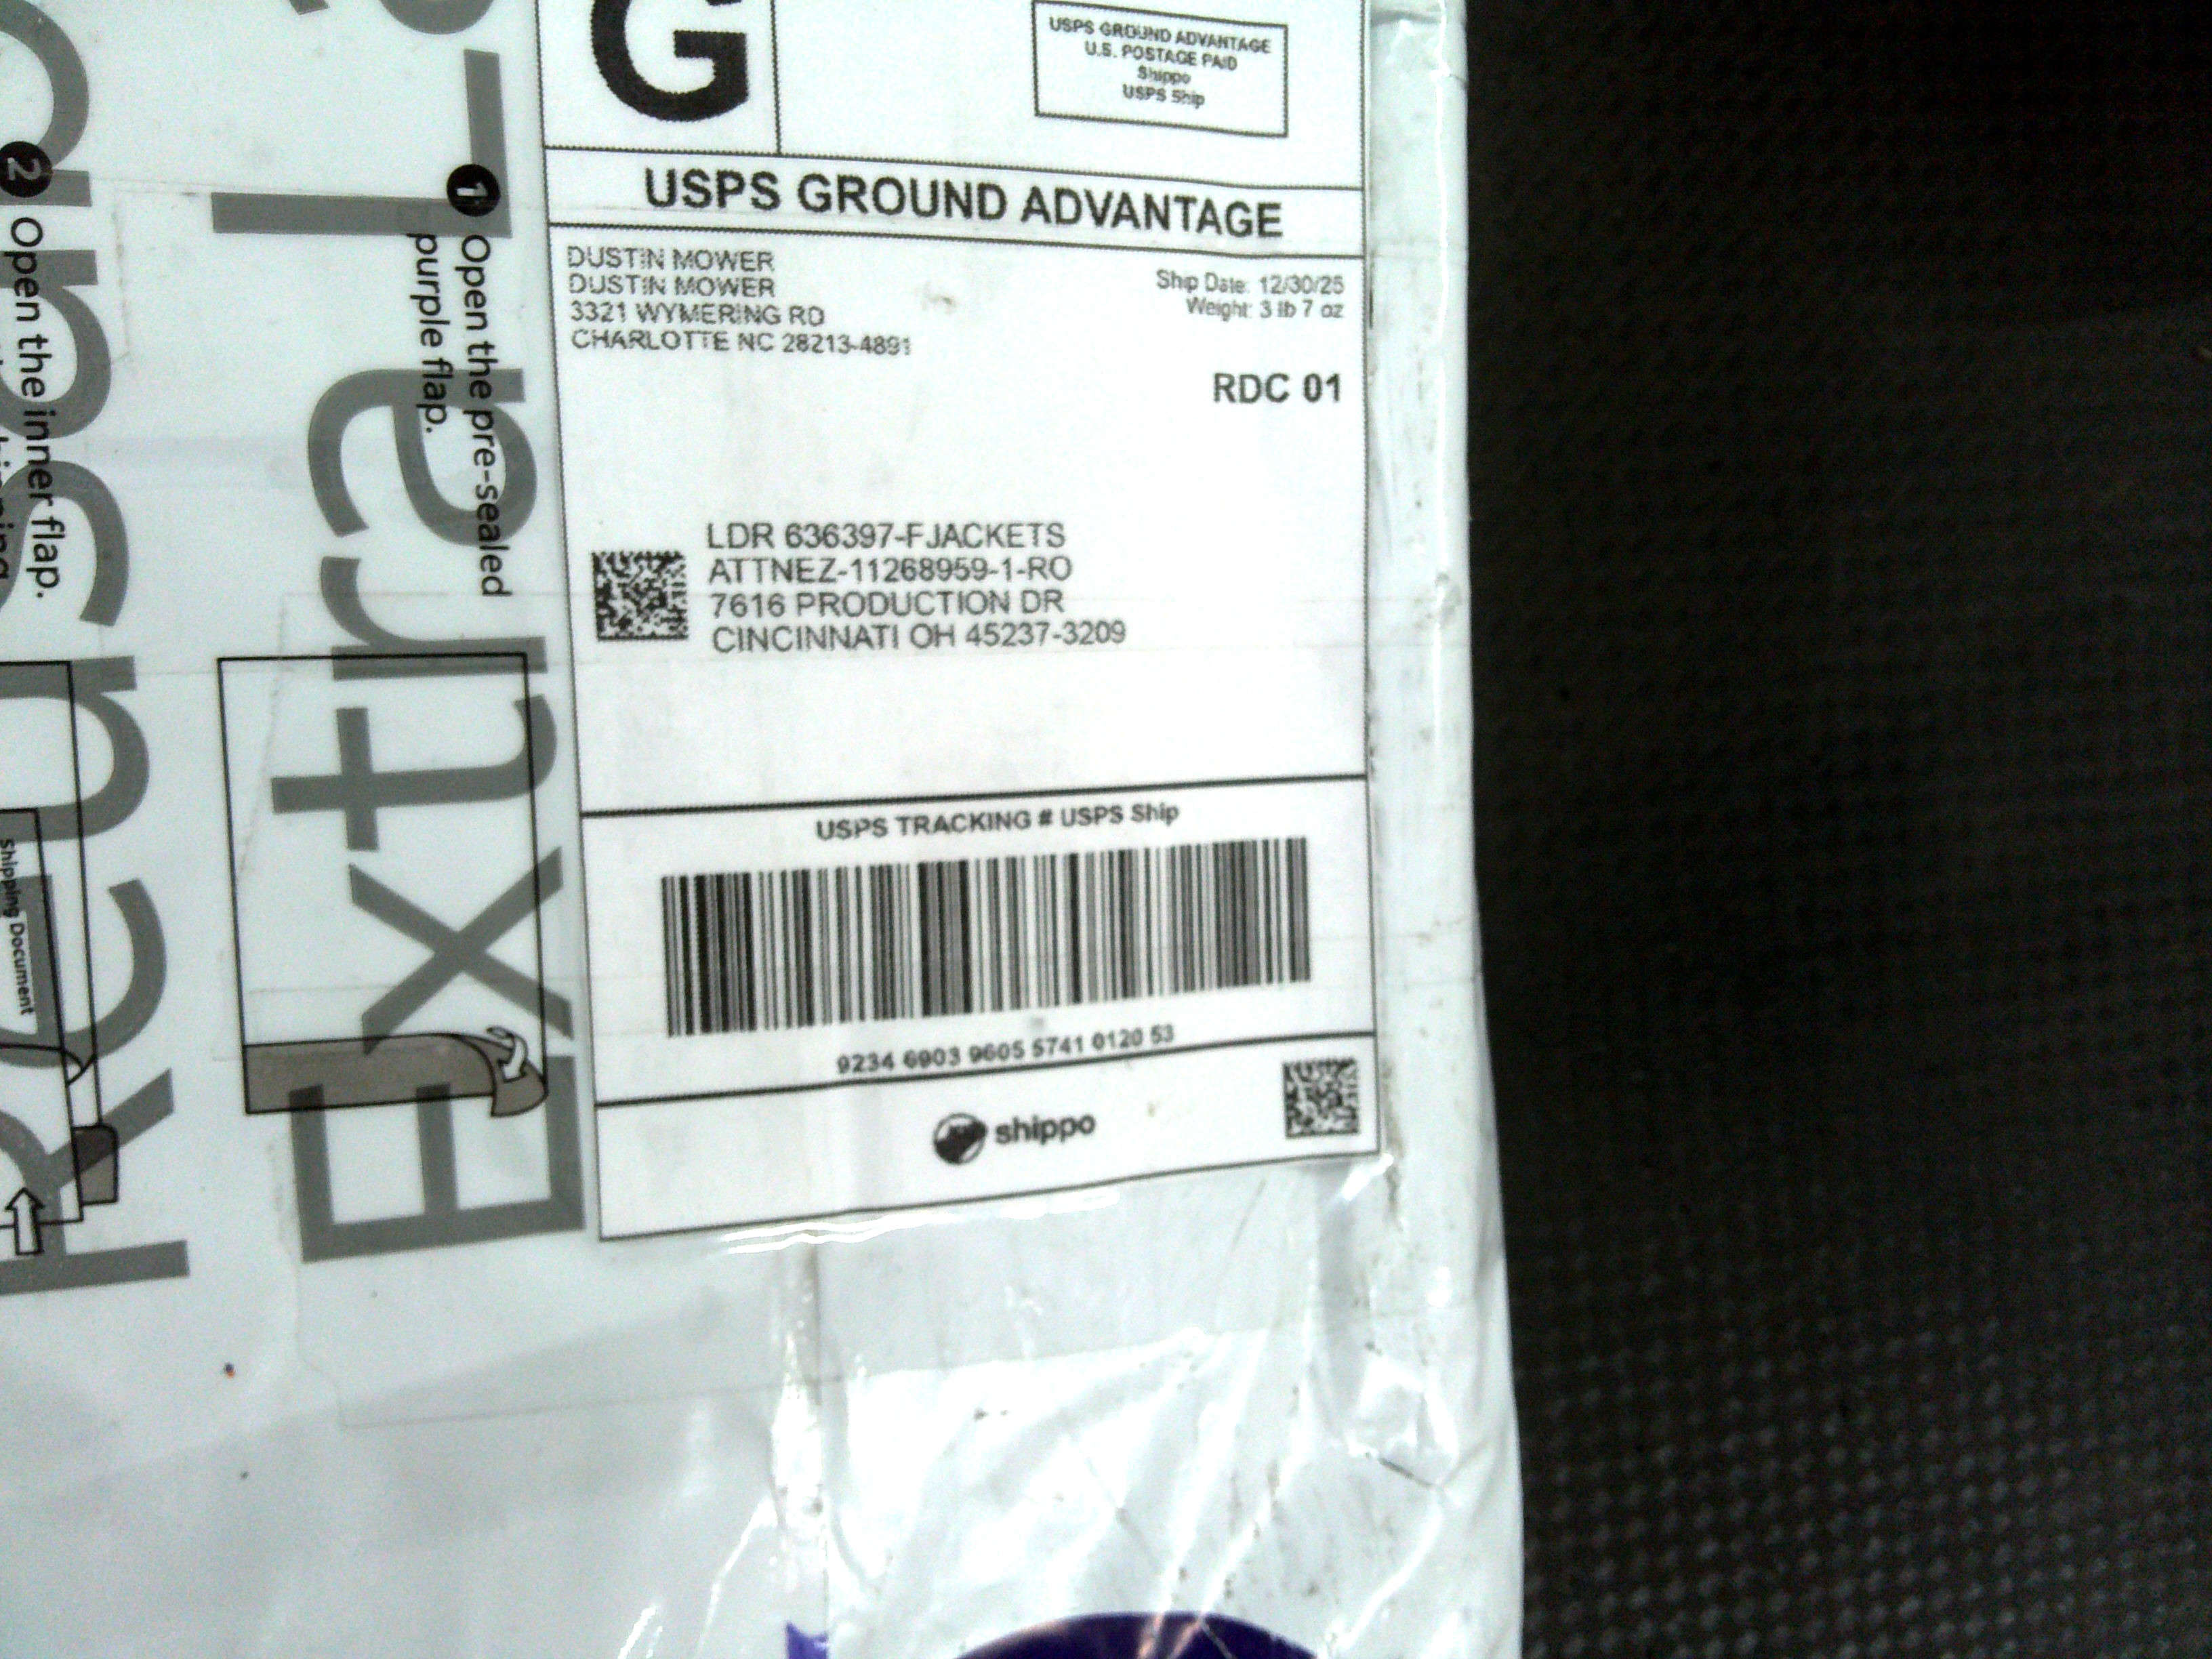 G
USPS GROUND ADVANTAGE
U.S. POSTAGE PAID
Shippo
USPS Ship
USPS GROUND ADVANTAGE
DUSTIN MOWER
DUSTIN MOWER
3321 WYMERING RD
CHARLOTTE NC 28213-4891
Ship Date: 12/30/25
Weight: 3 lb 7 oz
RDC 01
LDR 636397-FJACKETS
ATTNEZ-11268959-1-RO
7616 PRODUCTION DR
CINCINNATI OH 45237-3209
USPS TRACKING # USPS Ship
9234 6903 9605 5741 0120 53
shippo
Extra
1 Open the pre-sealed
purple flap.
2 Open the inner flap.
Shipping Document